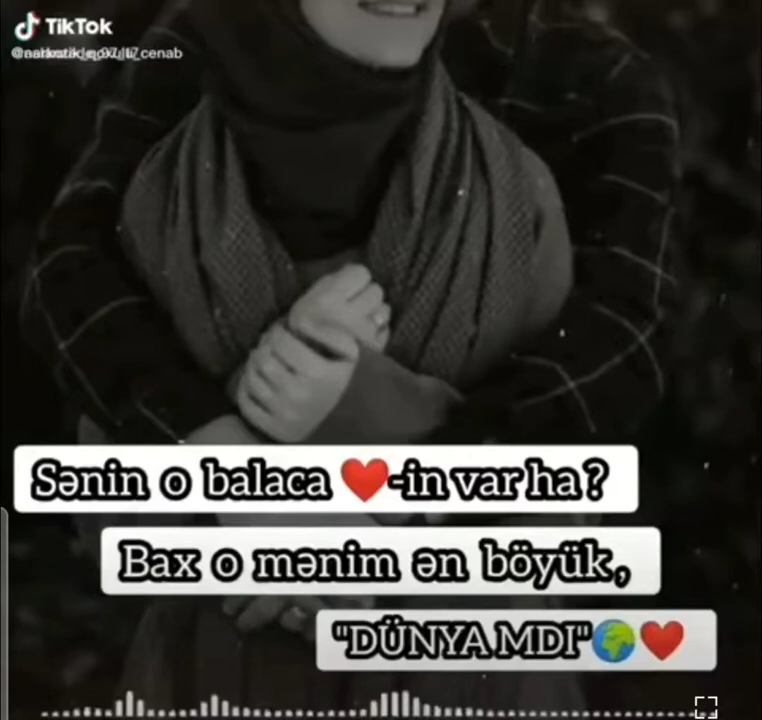 TikTok
Sənin o balaca ❤️-in var ha?
Bax o mənim ən böyük,
"DÜNYAMDI"🌍❤️